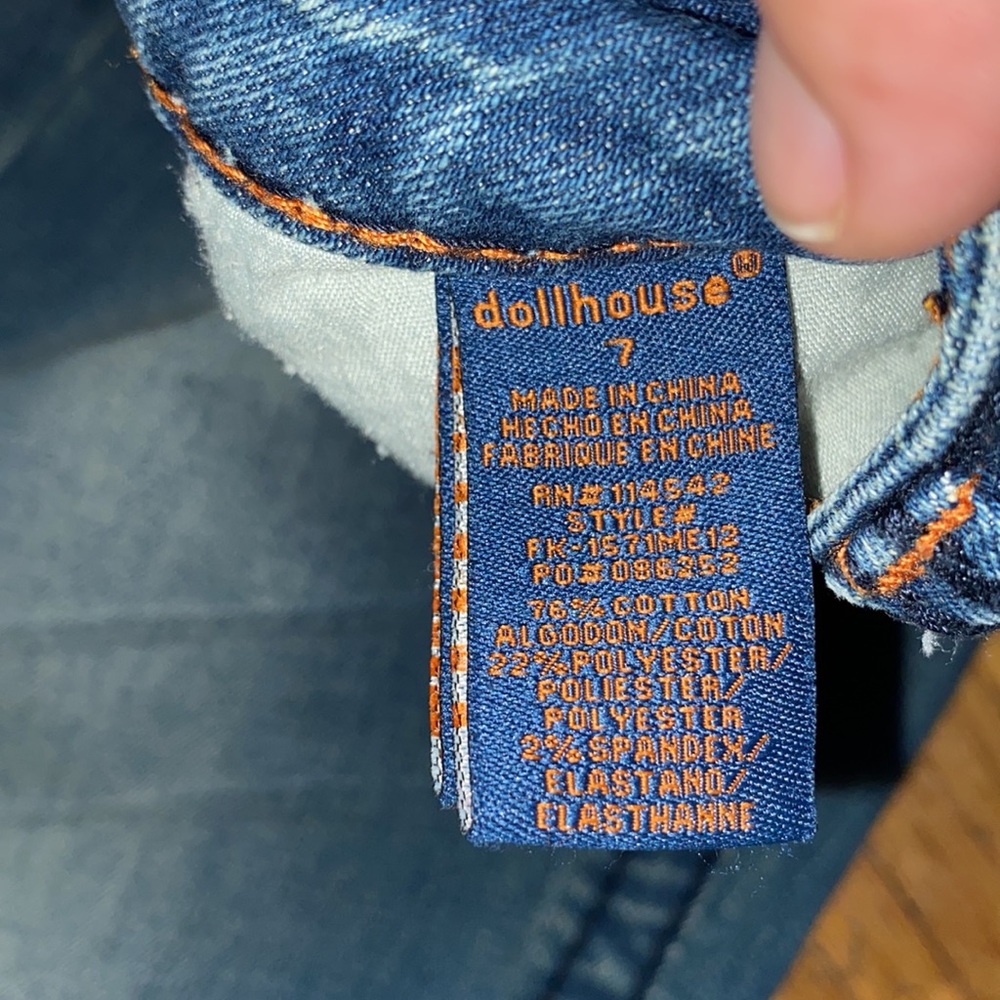 dollhouse®
7
MADE IN CHINA
HECHO EN CHINA
FABRIQUE EN CHINE
RN# 114542
STYLE#
FK-1571ME12
PO# 086252
76% COTTON
ALGODON/COTON
22% POLYESTER/
POLIESTER/
POLYESTER
2% SPANDEX/
ELASTANO/
ELASTHANNE